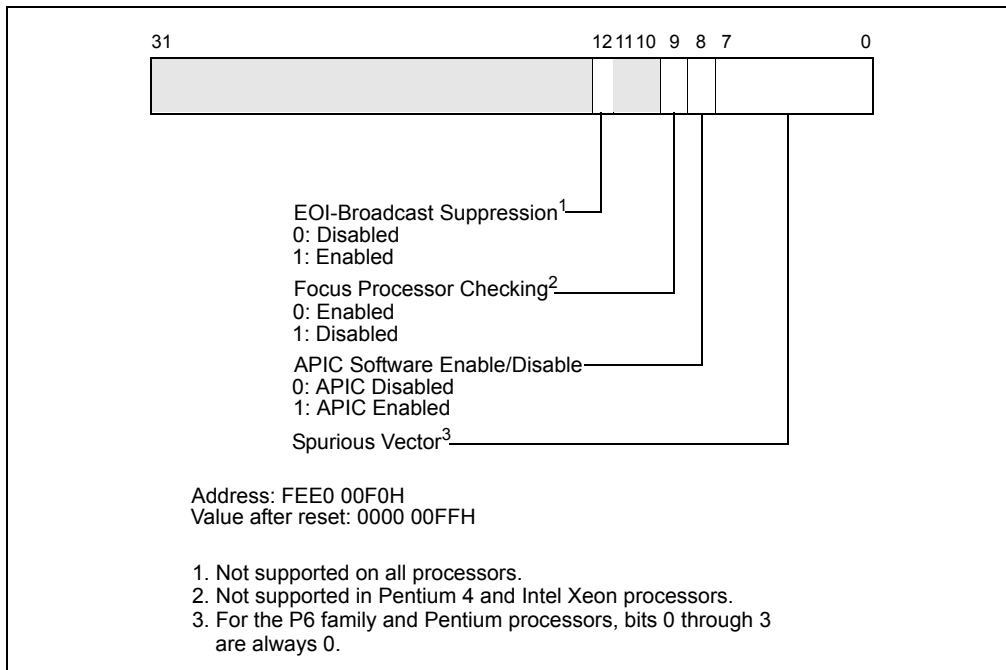 31 12 11 10 9 8 7 0
EOI-Broadcast Suppression1
0: Disabled
1: Enabled
Focus Processor Checking2
0: Enabled
1: Disabled
APIC Software Enable/Disable
0: APIC Disabled
1: APIC Enabled
Spurious Vector3
Address: FEE0 00F0H
Value after reset: 0000 00FFH
1. Not supported on all processors.
2. Not supported in Pentium 4 and Intel Xeon processors.
3. For the P6 family and Pentium processors, bits 0 through 3
are always 0.